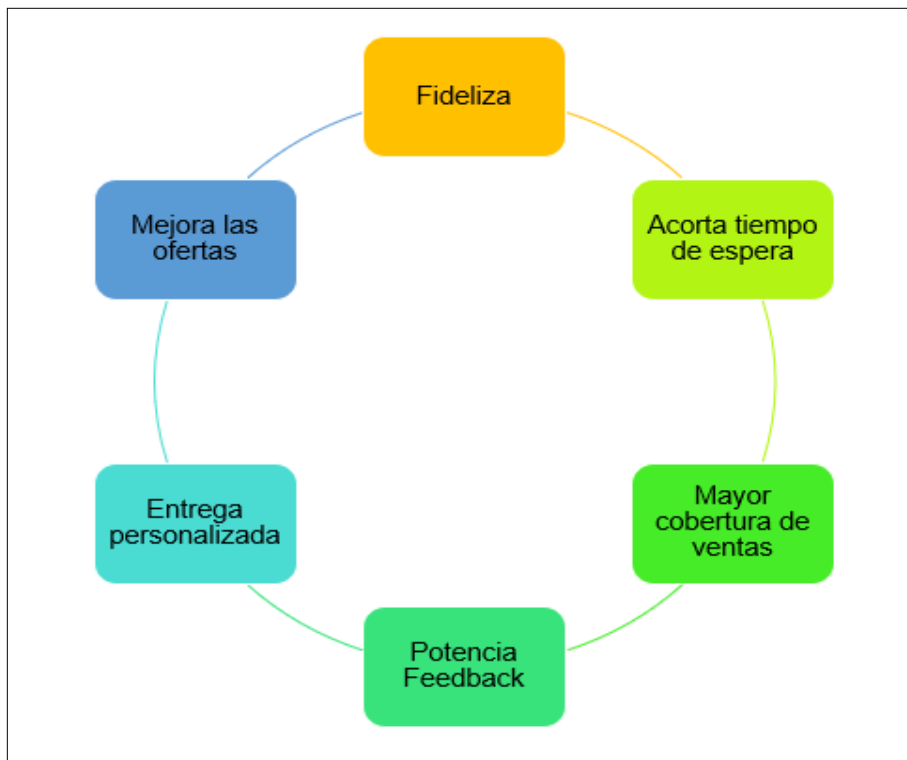 Fideliza
Acorta tiempo
de espera
Mayor
cobertura de
ventas
Potencia
Feedback
Entrega
personalizada
Mejora las
ofertas